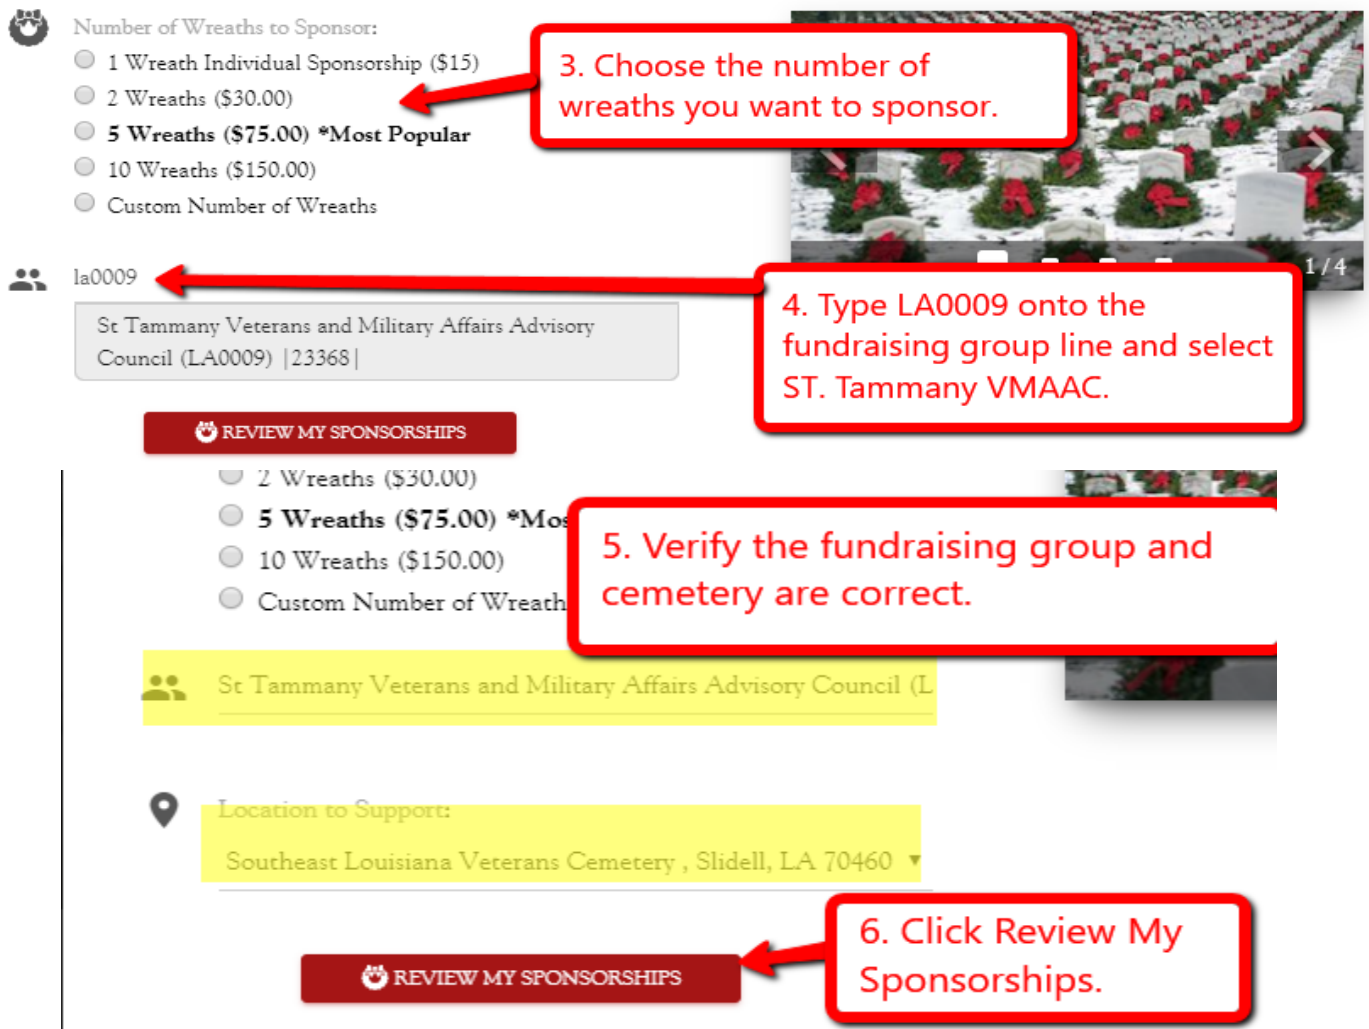 Number of Wreaths to Sponsor:
1 Wreath Individual Sponsorship ($15)
2 Wreaths ($30.00)
5 Wreaths ($75.00) *Most Popular
10 Wreaths ($150.00)
Custom Number of Wreaths
3. Choose the number of
wreaths you want to sponsor.
1 / 4
la0009
St Tammany Veterans and Military Affairs Advisory
Council (LA0009) |23368|
4. Type LA0009 onto the
fundraising group line and select
ST. Tammany VMAAC.
REVIEW MY SPONSORSHIPS
2 Wreaths ($30.00)
5 Wreaths ($75.00) *Mos
10 Wreaths ($150.00)
Custom Number of Wreath
5. Verify the fundraising group and
cemetery are correct.
St Tammany Veterans and Military Affairs Advisory Council (L
Location to Support:
Southeast Louisiana Veterans Cemetery , Slidell, LA 70460
6. Click Review My
Sponsorships.
REVIEW MY SPONSORSHIPS